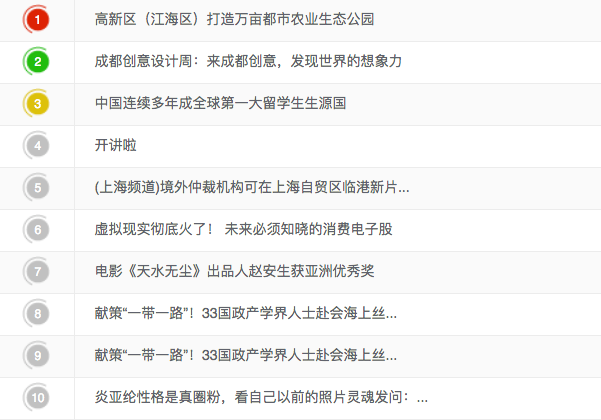 1 高新区（江海区）打造万亩都市农业生态公园
2 成都创意设计周：来成都创意，发现世界的想象力
3 中国连续多年成全球第一大留学生生源国
4 开讲啦
5 (上海频道)境外仲裁机构可在上海自贸区临港新片...
6 虚拟现实彻底火了！ 未来必须知晓的消费电子股
7 电影《天水无尘》出品人赵安生获亚洲优秀奖
8 献策“一带一路”！33国政产学界人士赴会海上丝...
9 献策“一带一路”！33国政产学界人士赴会海上丝...
10 炎亚纶性格是真圈粉，看自己以前的照片灵魂发问：...